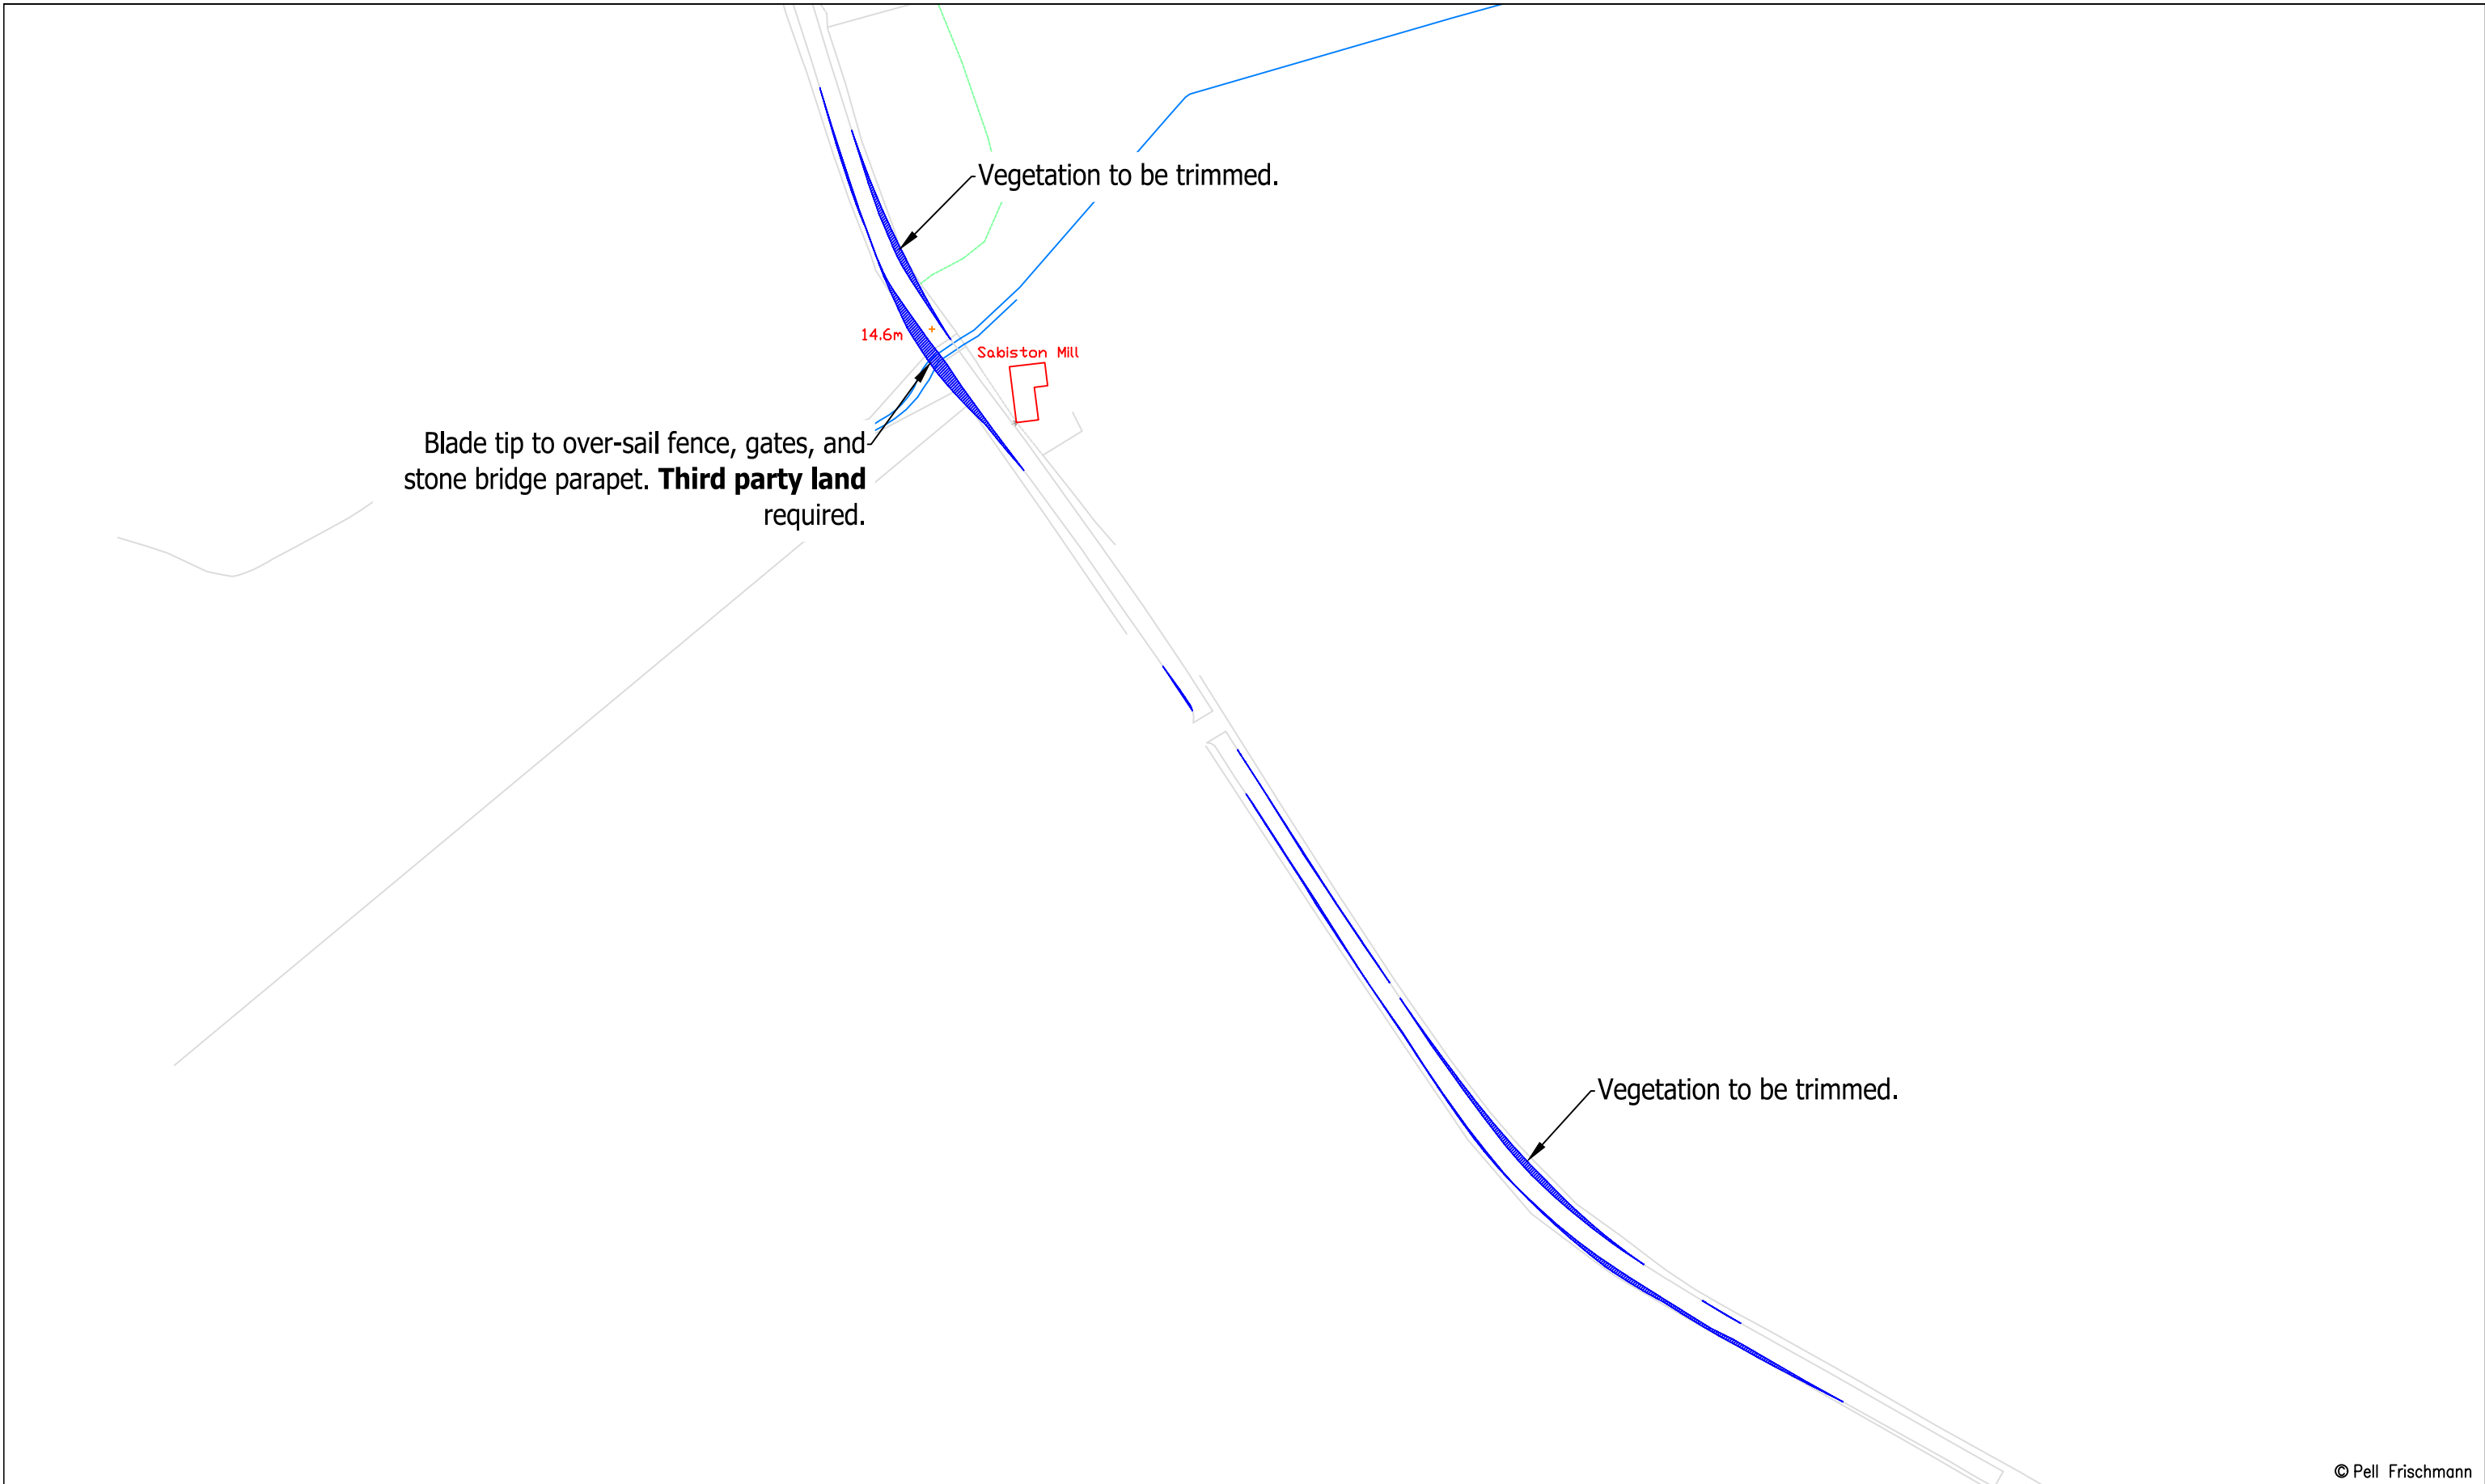 Vegetation to be trimmed.
14.6m
Sabiston Mill
Blade tip to over-sail fence, gates, and
stone bridge parapet. Third party land
required.
Vegetation to be trimmed.
© Pell Frischmann